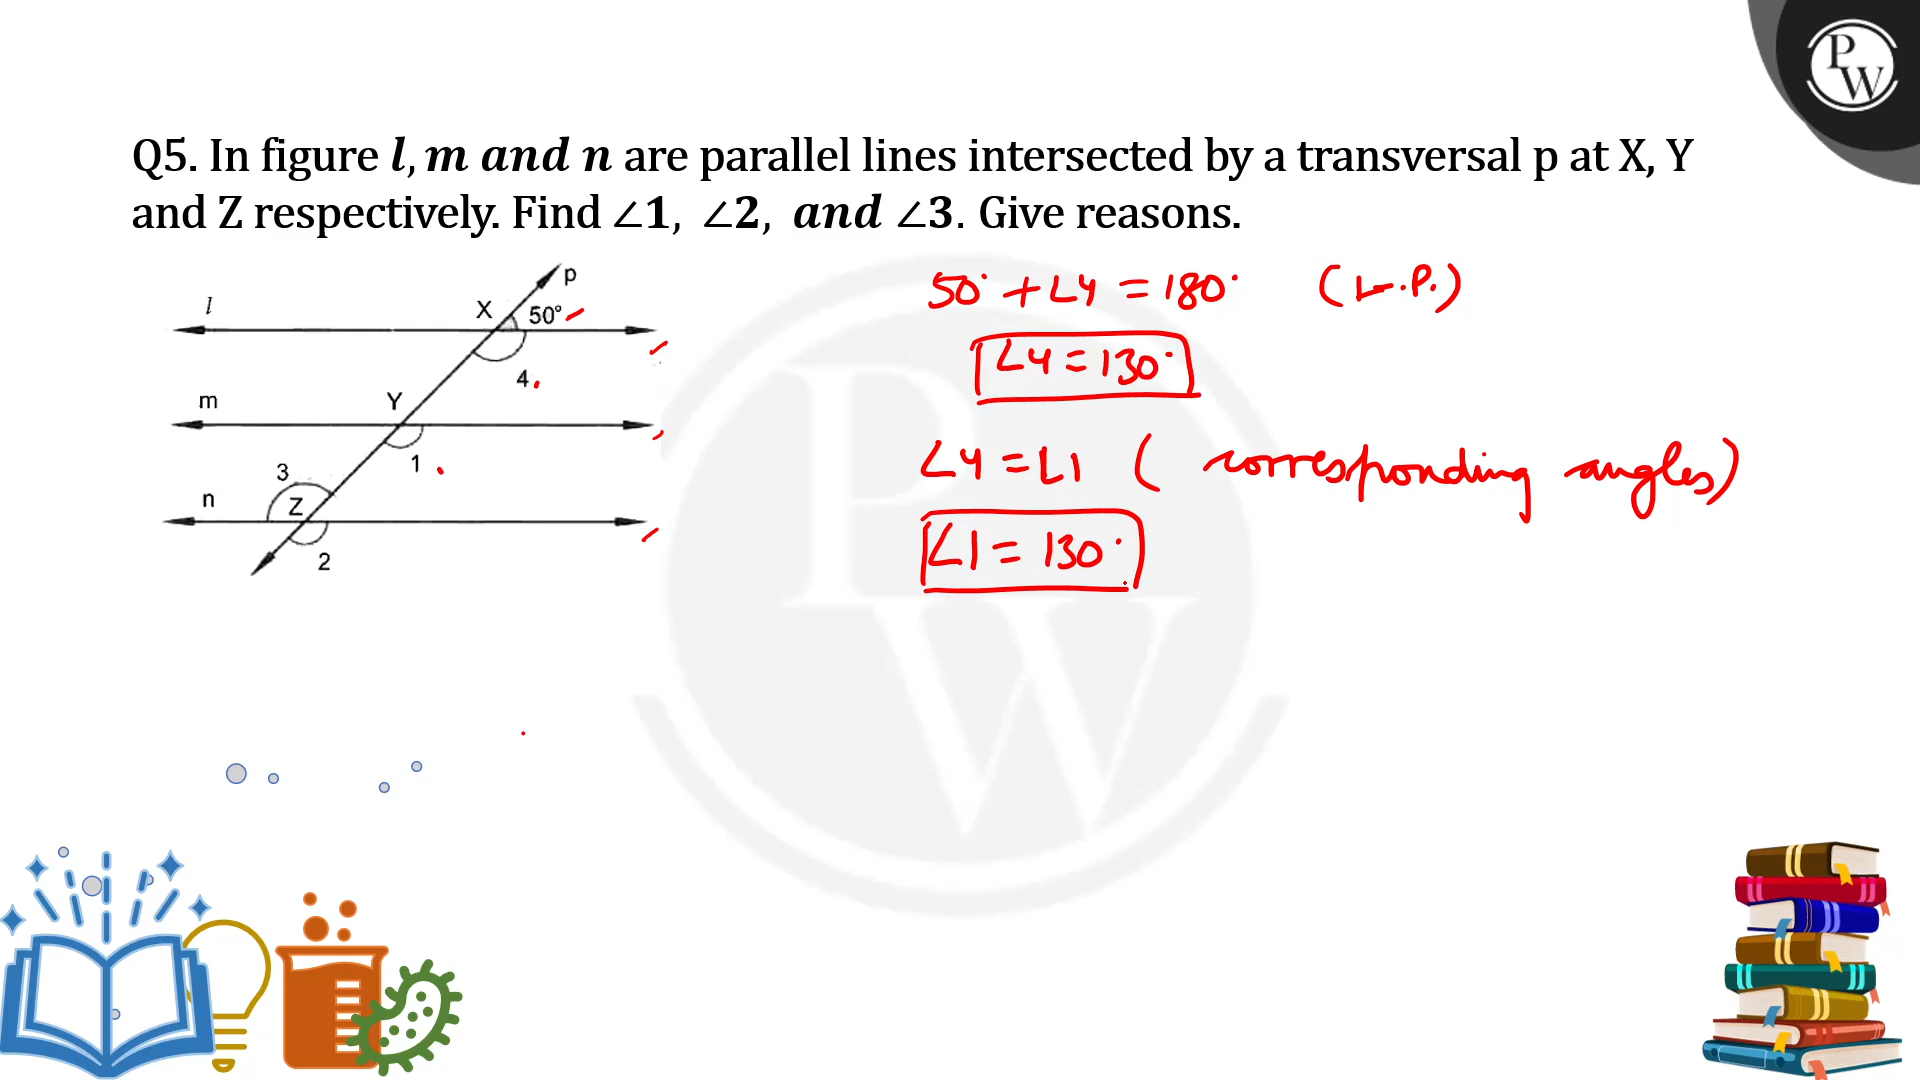 P
W
Q5. In figure l, m and n are parallel lines intersected by a transversal p at X, Y
and Z respectively. Find ∠1, ∠2, and ∠3. Give reasons.
p
l
X 50°
4
m
Y
1
3
n
Z
2
50° + ∠4 = 180° (L.P.)
∠4 = 130°
∠4 = ∠1 (corresponding angles)
∠1 = 130°
P
W